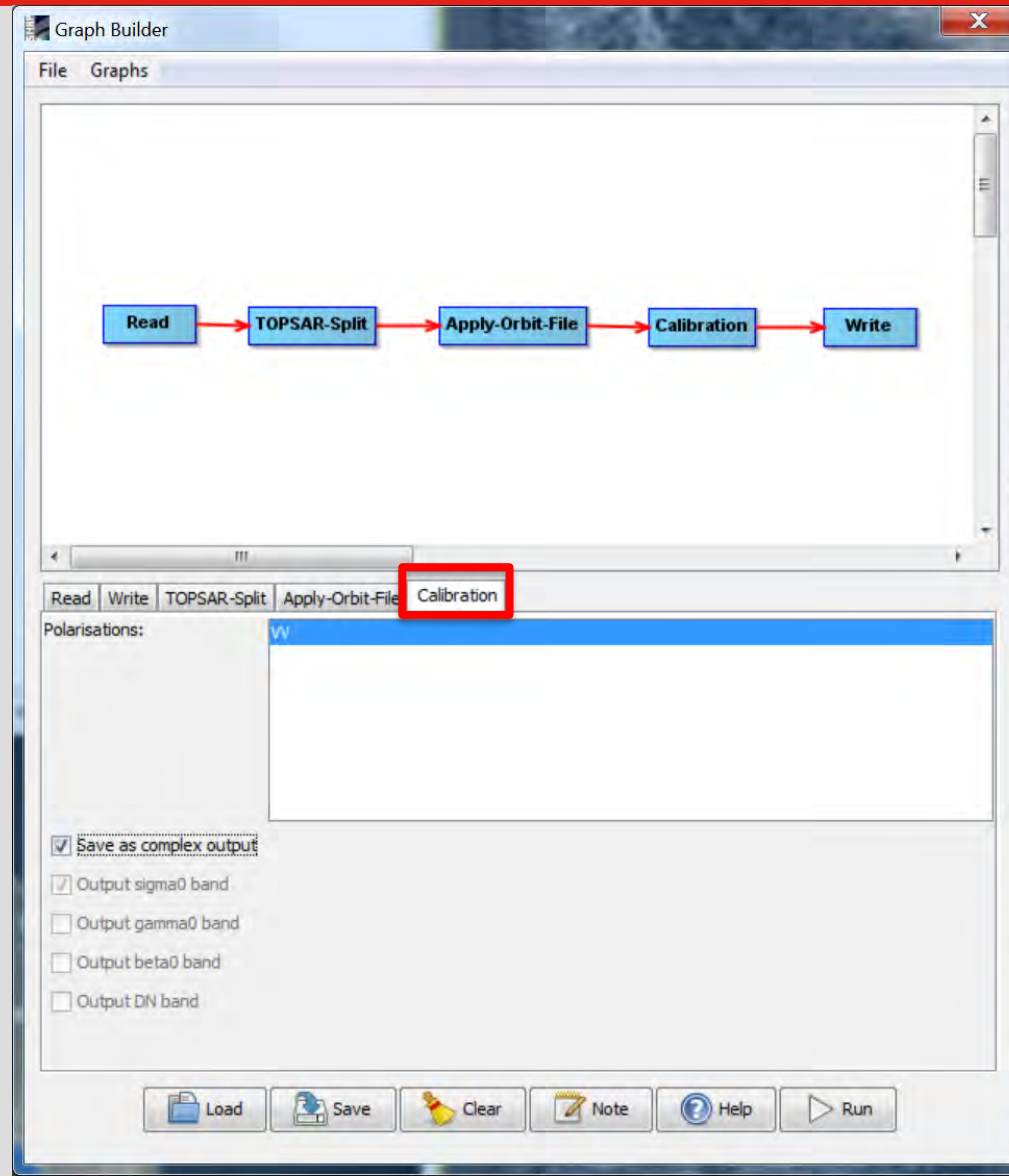 Graph Builder
File Graphs
Read TOPSAR-Split Apply-Orbit-File Calibration Write
Read Write TOPSAR-Split Apply-Orbit-File Calibration
Polarisations: VV
Save as complex output
Output sigma0 band
Output gamma0 band
Output beta0 band
Output DN band
Load Save Clear Note Help Run